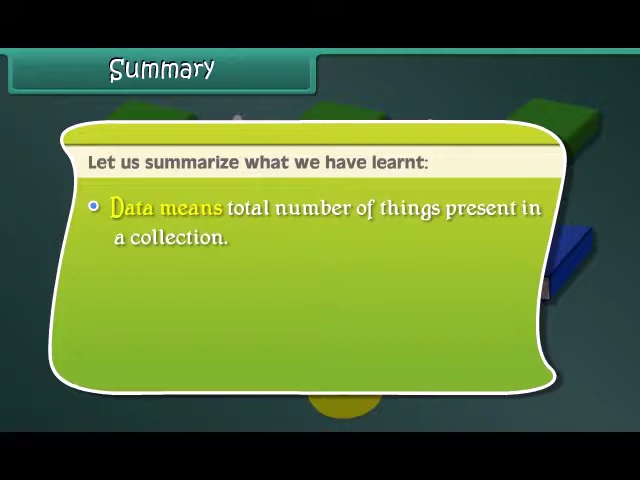 Summary
Let us summarize what we have learnt:
Data means total number of things present in
a collection.